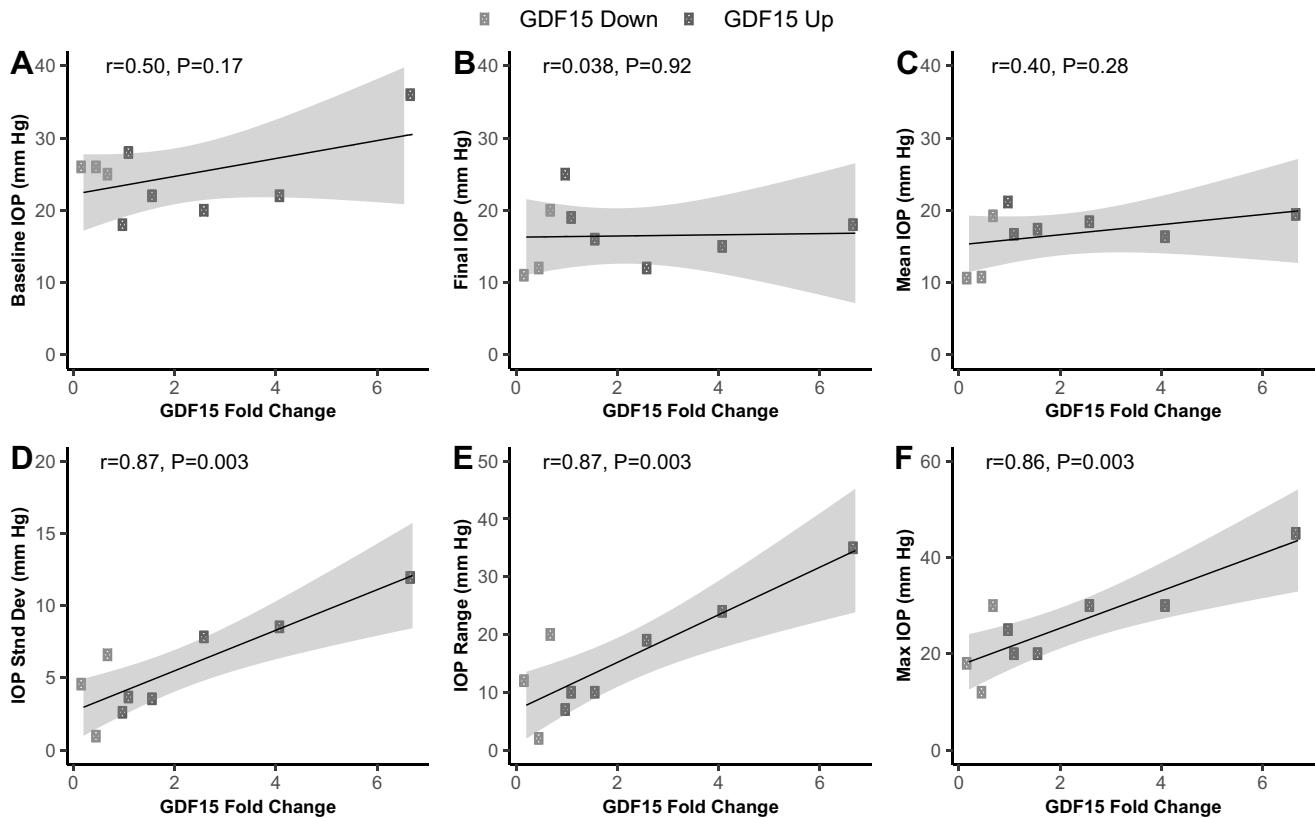 GDF15 Down GDF15 Up
A r=0.50, P=0.17
Baseline IOP (mm Hg)
40
30
20
10
0
0 2 4 6
GDF15 Fold Change
B r=0.038, P=0.92
Final IOP (mm Hg)
40
30
20
10
0
0 2 4 6
GDF15 Fold Change
C r=0.40, P=0.28
Mean IOP (mm Hg)
40
30
20
10
0
0 2 4 6
GDF15 Fold Change
D r=0.87, P=0.003
IOP Stnd Dev (mm Hg)
20
15
10
5
0
0 2 4 6
GDF15 Fold Change
E r=0.87, P=0.003
IOP Range (mm Hg)
50
40
30
20
10
0
0 2 4 6
GDF15 Fold Change
F r=0.86, P=0.003
Max IOP (mm Hg)
60
40
20
0
0 2 4 6
GDF15 Fold Change